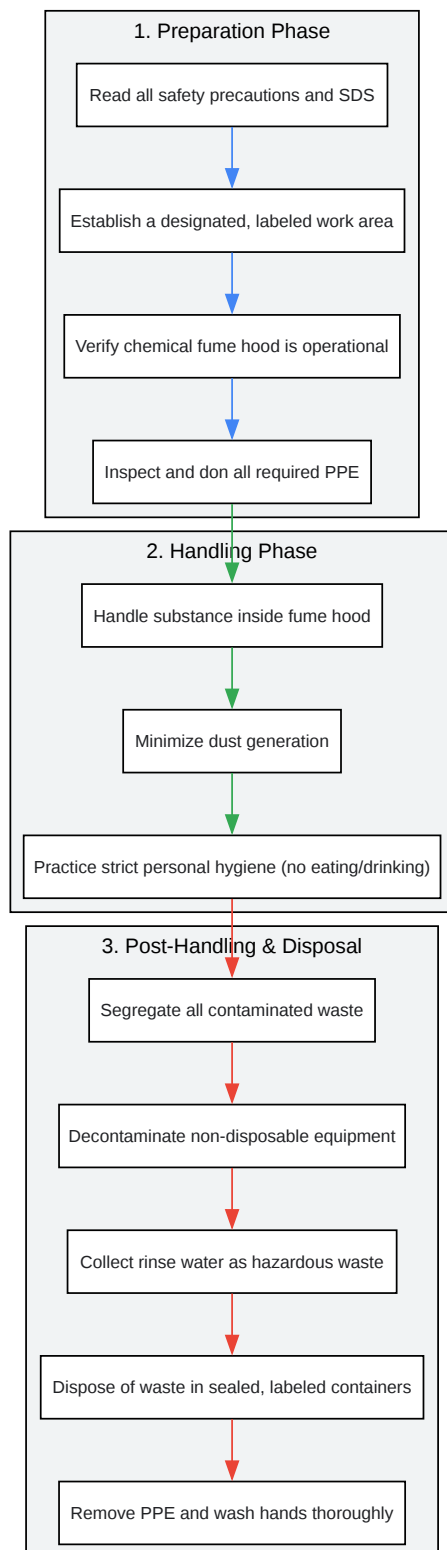 1. Preparation Phase
Read all safety precautions and SDS
Establish a designated, labeled work area
Verify chemical fume hood is operational
Inspect and don all required PPE
2. Handling Phase
Handle substance inside fume hood
Minimize dust generation
Practice strict personal hygiene (no eating/drinking)
3. Post-Handling & Disposal
Segregate all contaminated waste
Decontaminate non-disposable equipment
Collect rinse water as hazardous waste
Dispose of waste in sealed, labeled containers
Remove PPE and wash hands thoroughly